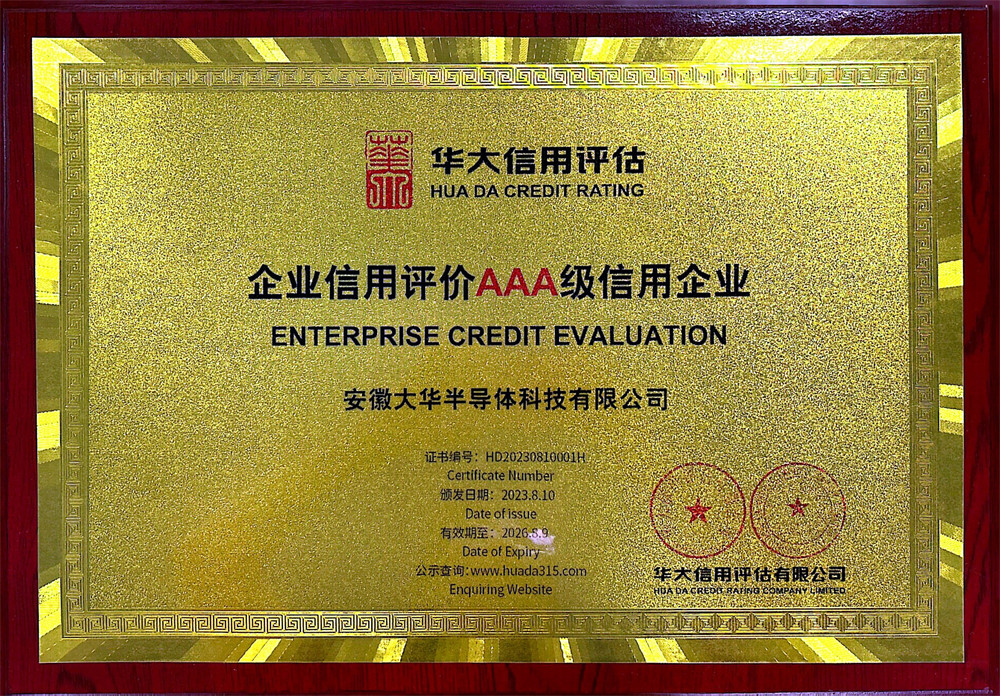 华大信用评估
HUA DA CREDIT RATING
企业信用评价AAA级信用企业
ENTERPRISE CREDIT EVALUATION
安徽大华半导体科技有限公司
证书编号：HD20230810001H
Certificate Number
颁发日期：2023.8.10
Date of issue
有效期至：2026.8.9
Date of Expiry
公示查询：www.huada315.com
Enquiring Website
华大信用评估有限公司
HUA DA CREDIT RATING COMPANY LIMITED